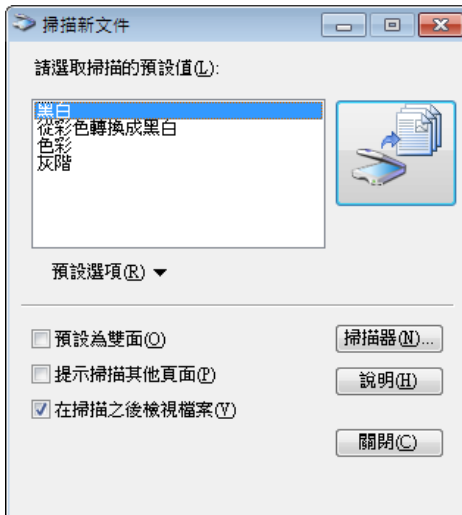 掃描新文件
請選取掃描的預設值(L):
黑白
從彩色轉換成黑白
色彩
灰階
預設選項(R)
預設為雙面(O)
掃描器(N)...
提示掃描其他頁面(P)
說明(H)
在掃描之後檢視檔案(V)
關閉(C)